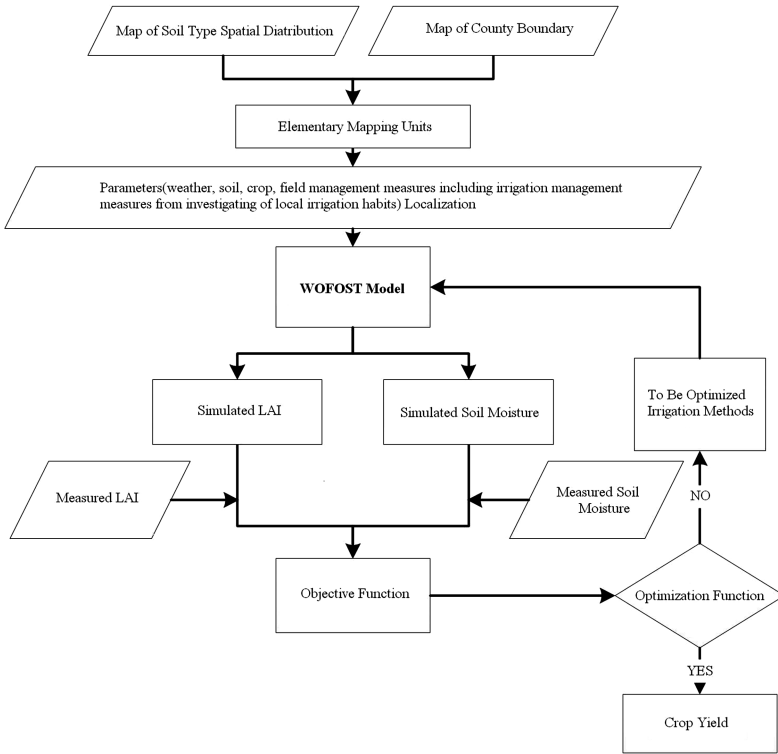 Map of Soil Type Spatial Diatribution
Map of County Boundary
Elementary Mapping Units
Parameters(weather, soil, crop, field management measures including irrigation management
measures from investigating of local irrigation habits) Localization
WOFOST Model
Simulated LAI
Simulated Soil Moisture
To Be Optimized
Irrigation Methods
Measured LAI
Measured Soil
Moisture
NO
Objective Function
Optimization Function
YES
Crop Yield